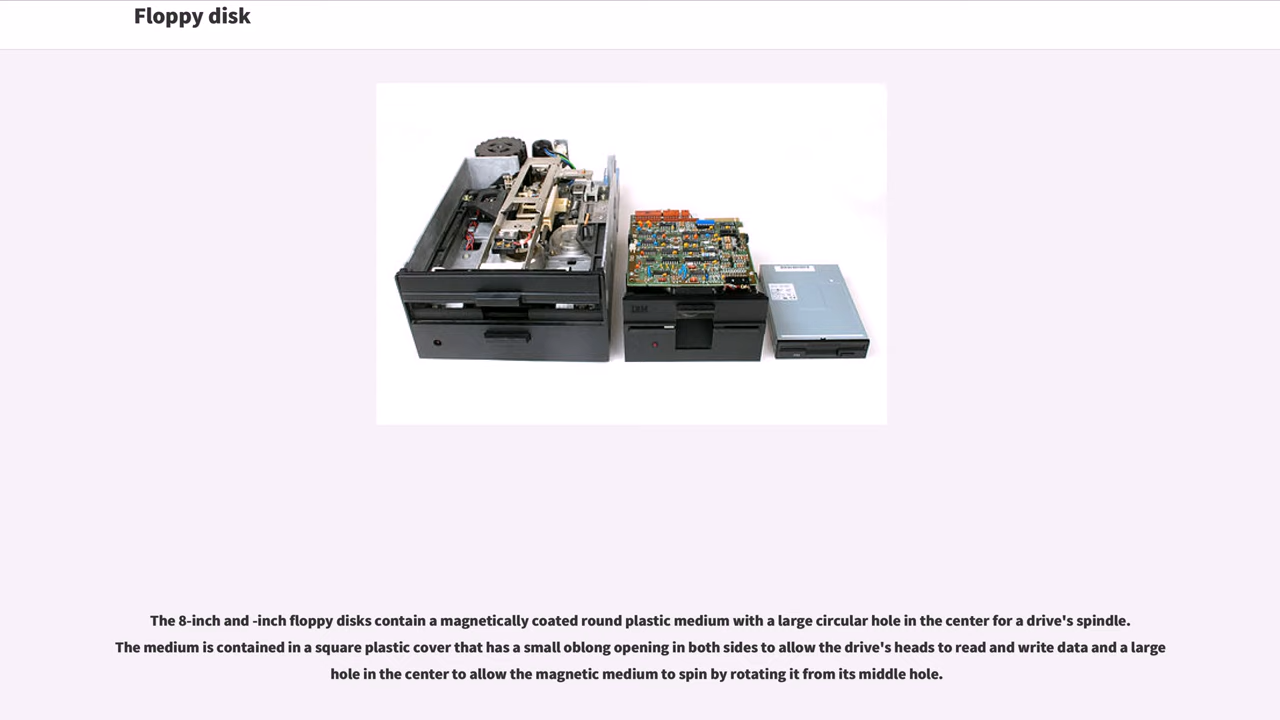 Floppy disk
IBM
The 8-inch and -inch floppy disks contain a magnetically coated round plastic medium with a large circular hole in the center for a drive's spindle.
The medium is contained in a square plastic cover that has a small oblong opening in both sides to allow the drive's heads to read and write data and a large
hole in the center to allow the magnetic medium to spin by rotating it from its middle hole.